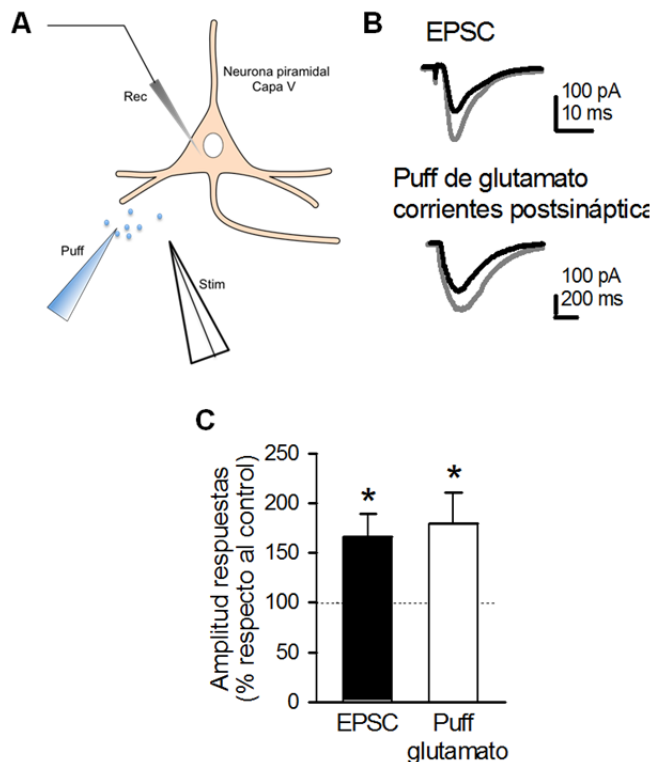 A
Neurona piramidal
Capa V
Rec
Puff
Stim
B
EPSC
100 pA
10 ms
Puff de glutamato
corrientes postsináptica
100 pA
200 ms
C
Amplitud respuestas
(% respecto al control)
250
200
150
100
50
0
*
*
EPSC
Puff
glutamato